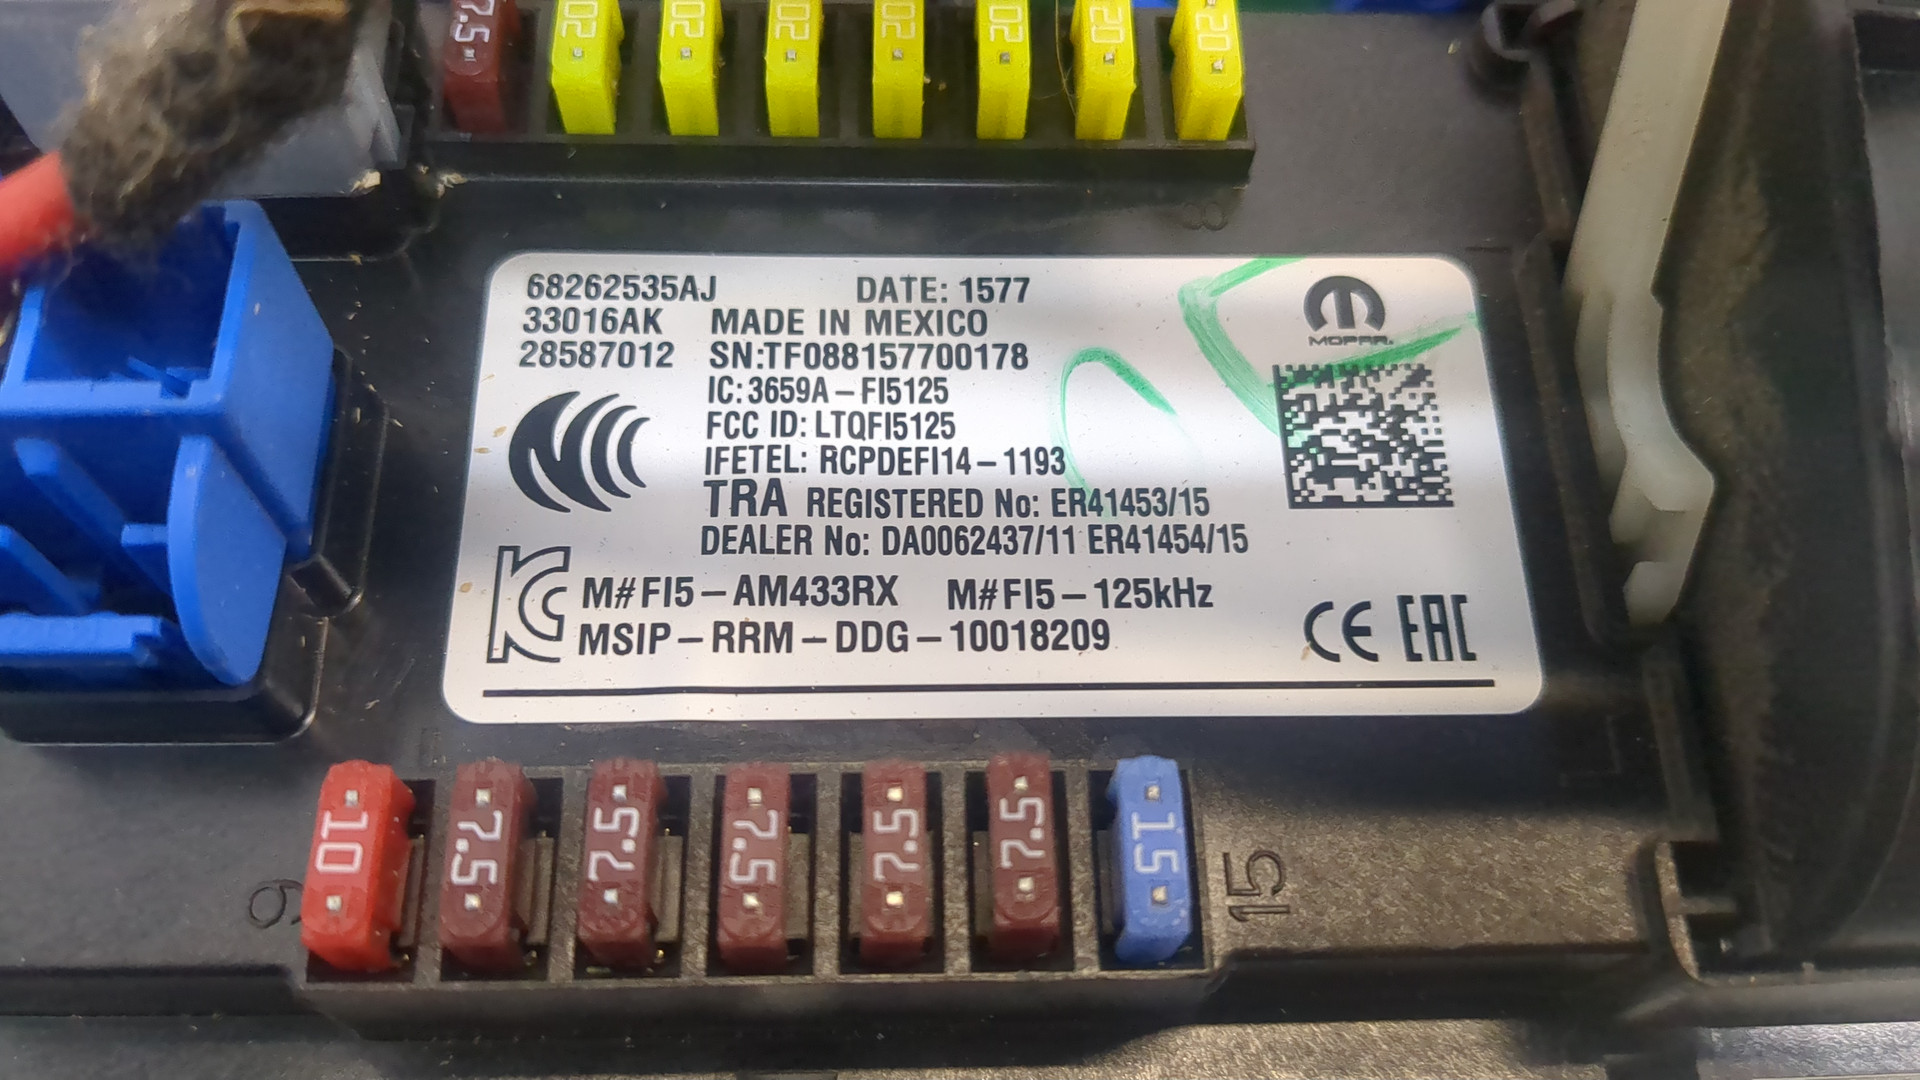 7.5 20 20 20 20 20 20 20
8
68262535AJ DATE: 1577
33016AK MADE IN MEXICO
28587012 SN:TF088157700178
IC: 3659A-FI5125
FCC ID: LTQFI5125
IFETEL: RCPDEFI14-1193
TRA REGISTERED No: ER41453/15
DEALER No: DA0062437/11 ER41454/15
M# FI5-AM433RX M# FI5-125kHz
MSIP-RRM-DDG-10018209
MOPAR
CE EAC
9 10 7.5 7.5 7.5 7.5 7.5 15 15